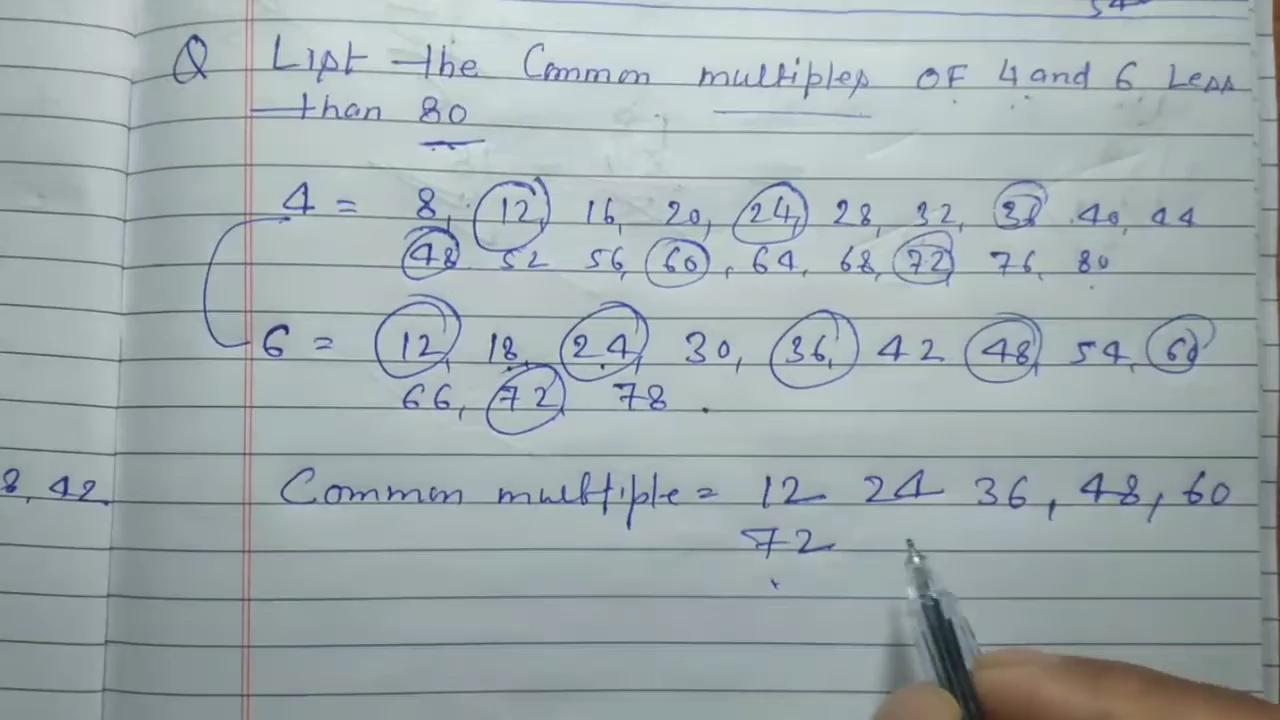 54
Q List the Common multiples OF 4 and 6 Less
than 80
4 = 8, 12, 16, 20, 24, 28, 32, 40, 44
48 52 56, 60, 64, 68, 72 76, 80
6 = 12, 18, 24, 30, 36, 42 48, 54, 60
66, 72 78 .
8, 42
Common multiple = 12 24 36, 48, 60
72